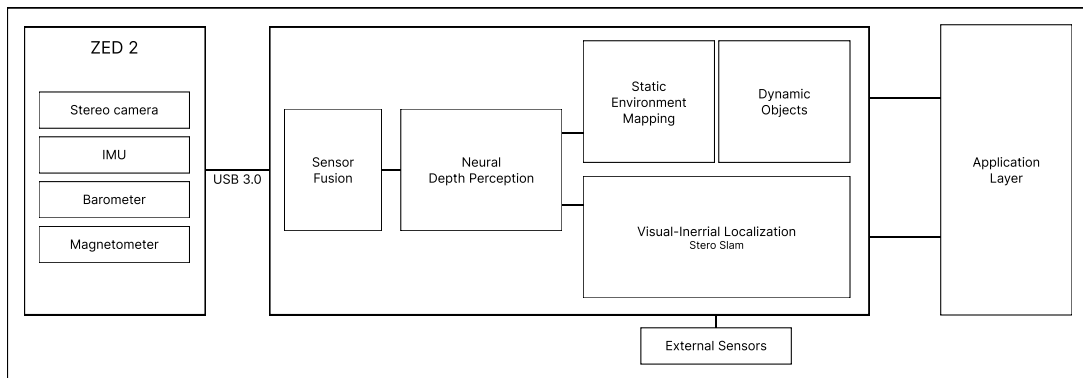 ZED 2
Stereo camera
IMU
Barometer
Magnetometer
USB 3.0
Sensor
Fusion
Neural
Depth Perception
Static
Environment
Mapping
Dynamic
Objects
Visual-Inerrial Localization
Stero Slam
External Sensors
Application
Layer